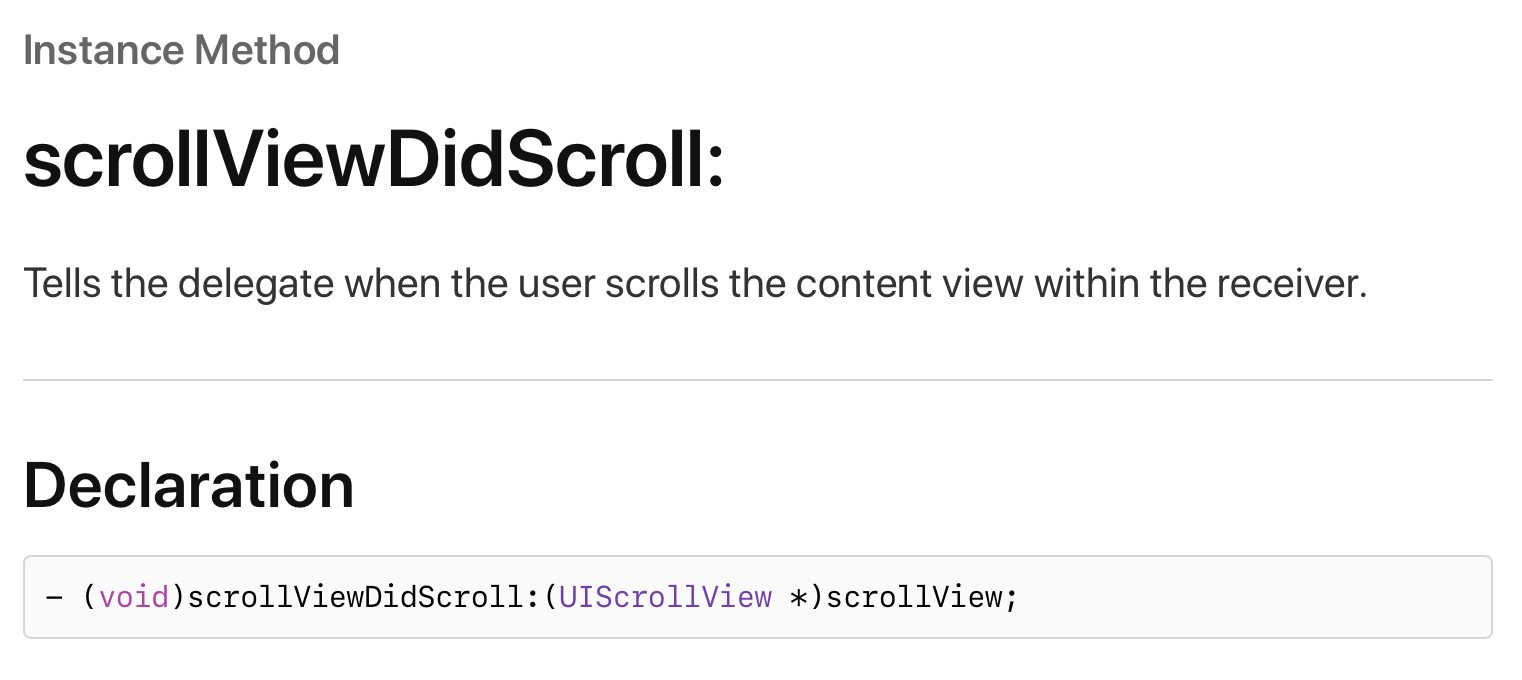 Instance Method
scrollViewDidScroll:
Tells the delegate when the user scrolls the content view within the receiver.
Declaration
- (void)scrollViewDidScroll:(UIScrollView *)scrollView;